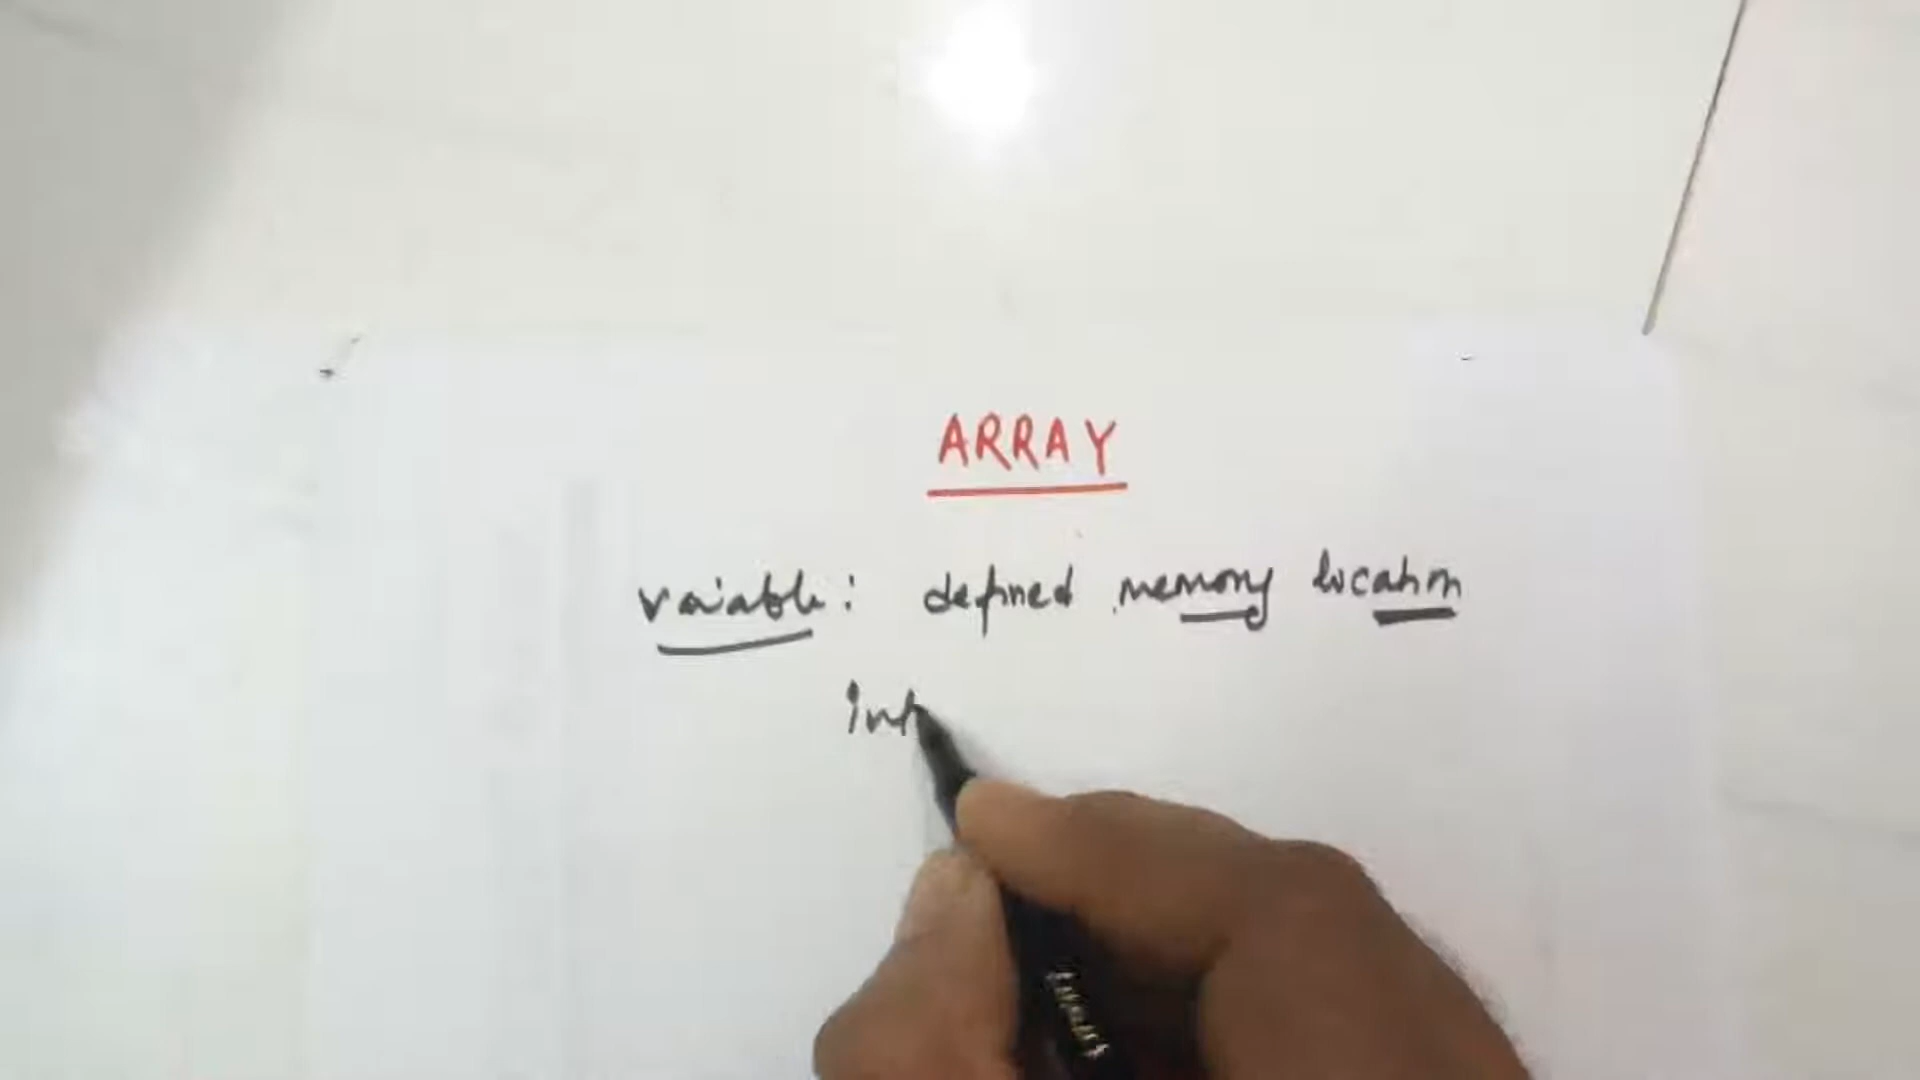 ARRAY
variable: defined memory location
int